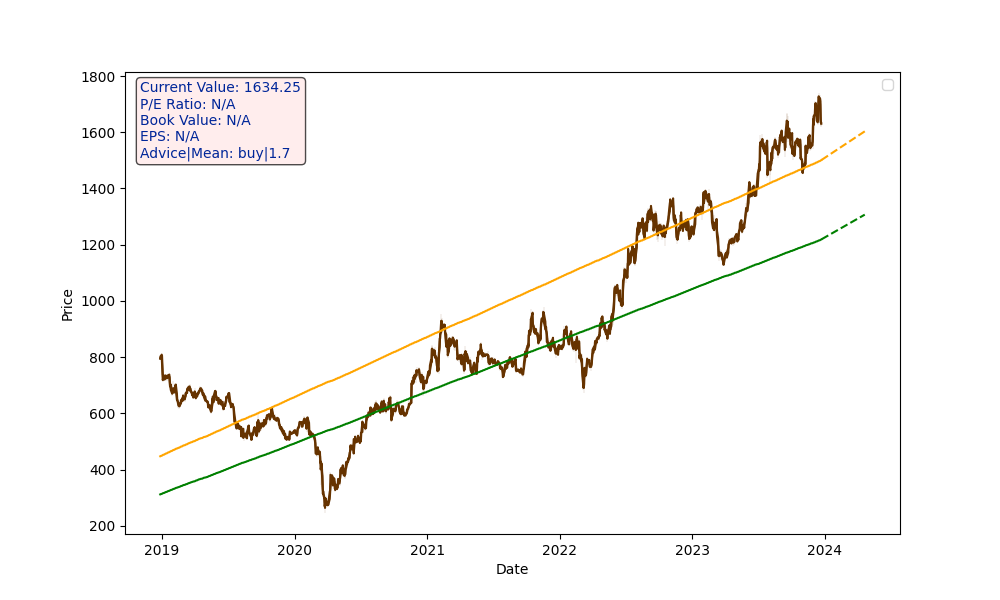 Current Value: 1634.25
P/E Ratio: N/A
Book Value: N/A
EPS: N/A
Advice|Mean: buy|1.7
1800
1600
1400
1200
1000
800
600
400
200
Price
2019 2020 2021 2022 2023 2024
Date